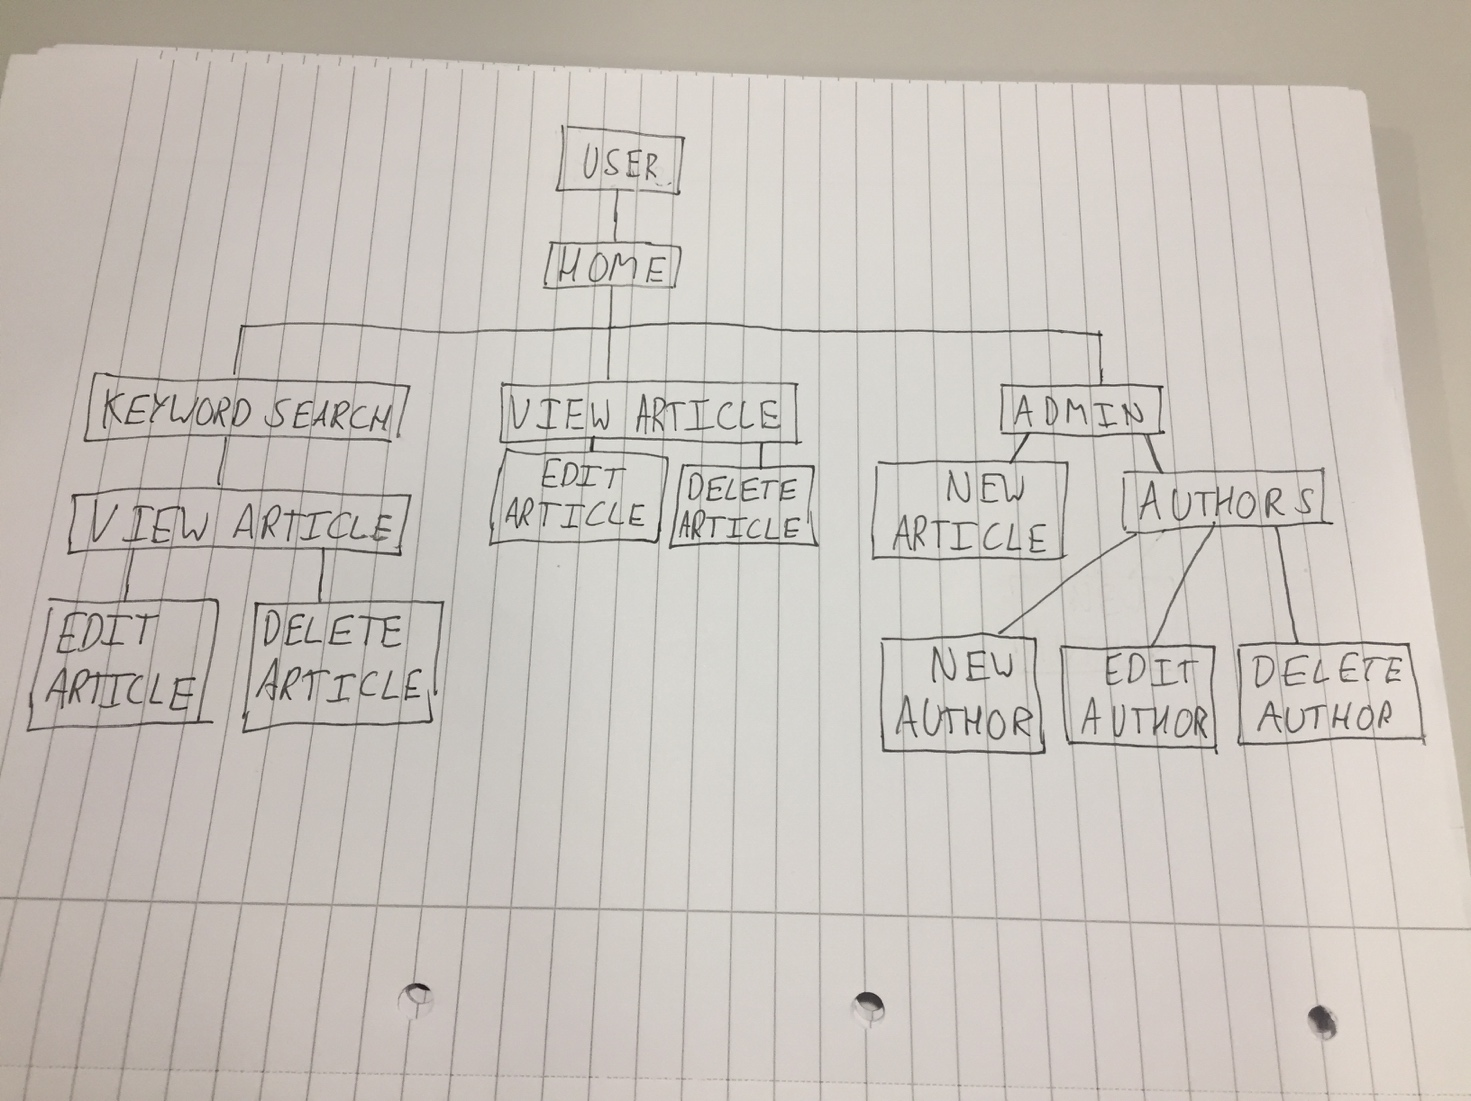 USER
HOME
KEYWORD SEARCH
VIEW ARTICLE
ADMIN
EDIT
ARTICLE
DELETE
ARTICLE
NEW
ARTICLE
AUTHORS
VIEW ARTICLE
EDIT
ARTICLE
DELETE
ARTICLE
NEW
AUTHOR
EDIT
AUTHOR
DELETE
AUTHOR